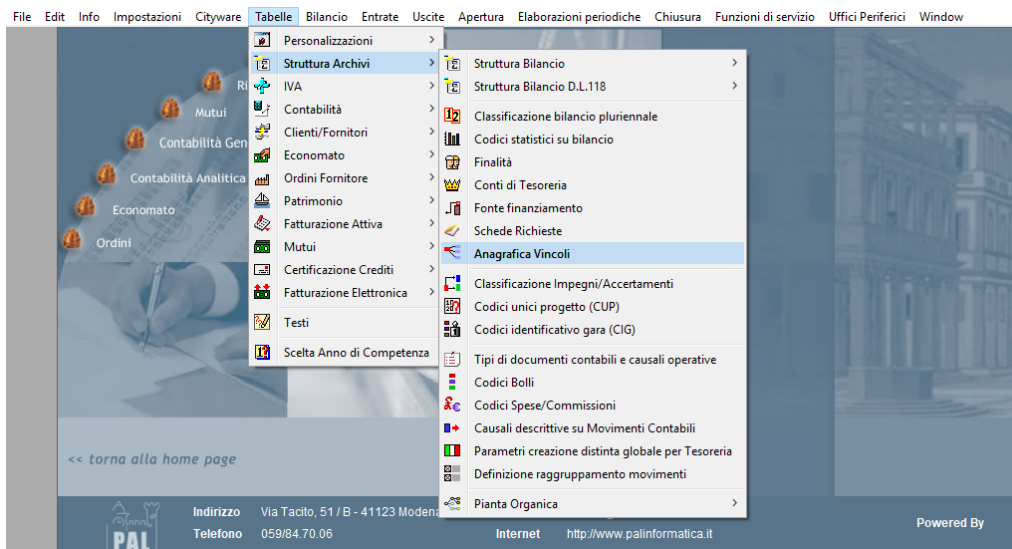 File Edit Info Impostazioni Cityware Tabelle Bilancio Entrate Uscite Apertura Elaborazioni periodiche Chiusura Funzioni di servizio Uffici Periferici Window
Personalizzazioni >
Struttura Archivi >
IVA >
Contabilità >
Clienti/Fornitori >
Economato >
Ordini Fornitore >
Patrimonio >
Fatturazione Attiva >
Mutui >
Certificazione Crediti >
Fatturazione Elettronica >
Testi
Scelta Anno di Competenza
Struttura Bilancio >
Struttura Bilancio D.L.118 >
Classificazione bilancio pluriennale
Codici statistici su bilancio
Finalità
Conti di Tesoreria
Fonte finanziamento
Schede Richieste
Anagrafica Vincoli
Classificazione Impegni/Accertamenti
Codici unici progetto (CUP)
Codici identificativo gara (CIG)
Tipi di documenti contabili e causali operative
Codici Bolli
Codici Spese/Commissioni
Causali descrittive su Movimenti Contabili
Parametri creazione distinta globale per Tesoreria
Definizione raggruppamento movimenti
Pianta Organica >
Ri
Mutui
Contabilità Gen
Contabilità Analitica
Economato
Ordini
<< torna alla home page
PAL
Indirizzo Via Tacito, 51 / B - 41123 Modena
Telefono 059/84.70.06
Internet http://www.palinformatica.it
Powered By